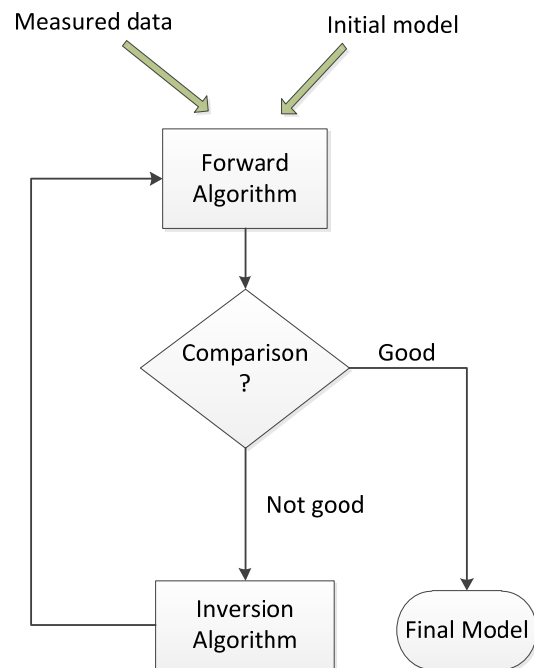 Measured data
Initial model
Forward
Algorithm
Comparison
?
Good
Not good
Inversion
Algorithm
Final Model